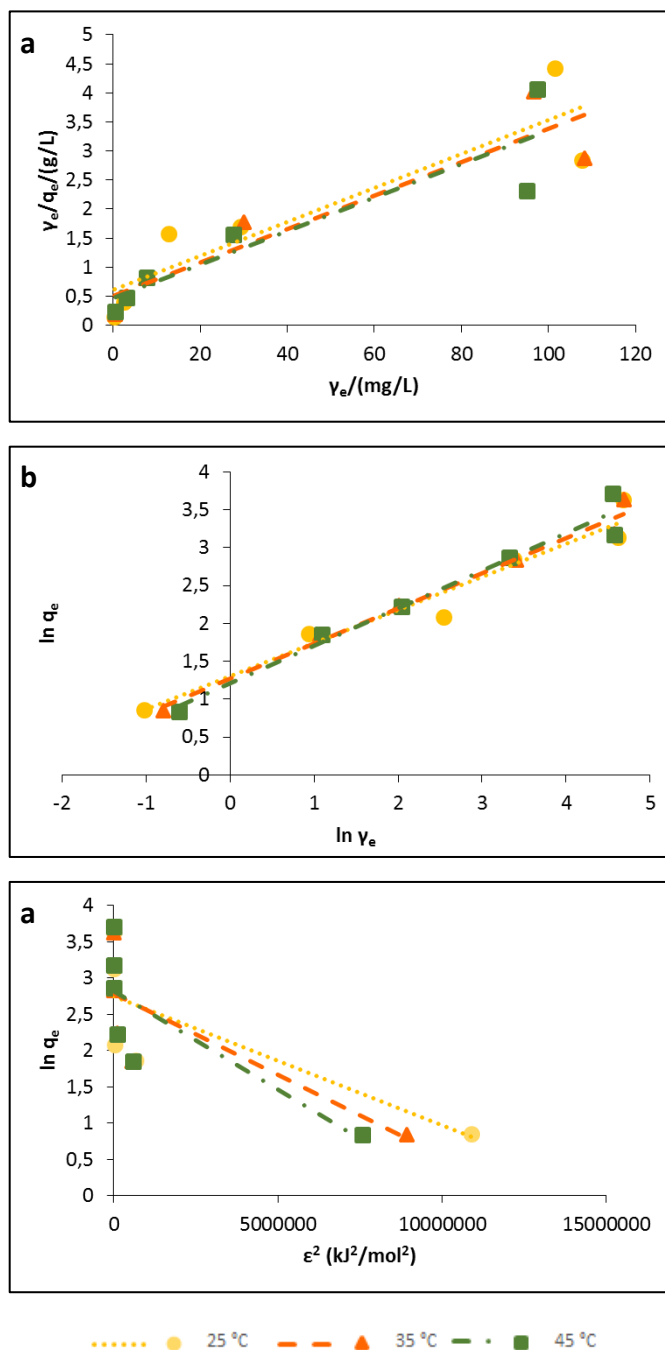 a
5
4,5
4
3,5
3
2,5
2
1,5
1
0,5
0
γe/qe/(g/L)
0 20 40 60 80 100 120
γe/(mg/L)
b
4
3,5
3
2,5
2
1,5
1
0,5
0
ln qe
-2 -1 0 1 2 3 4 5
ln γe
a
4
3,5
3
2,5
2
1,5
1
0,5
0
ln qe
0 5000000 10000000 15000000
ε² (kJ²/mol²)
25 ⁰C 35 ⁰C 45 ⁰C